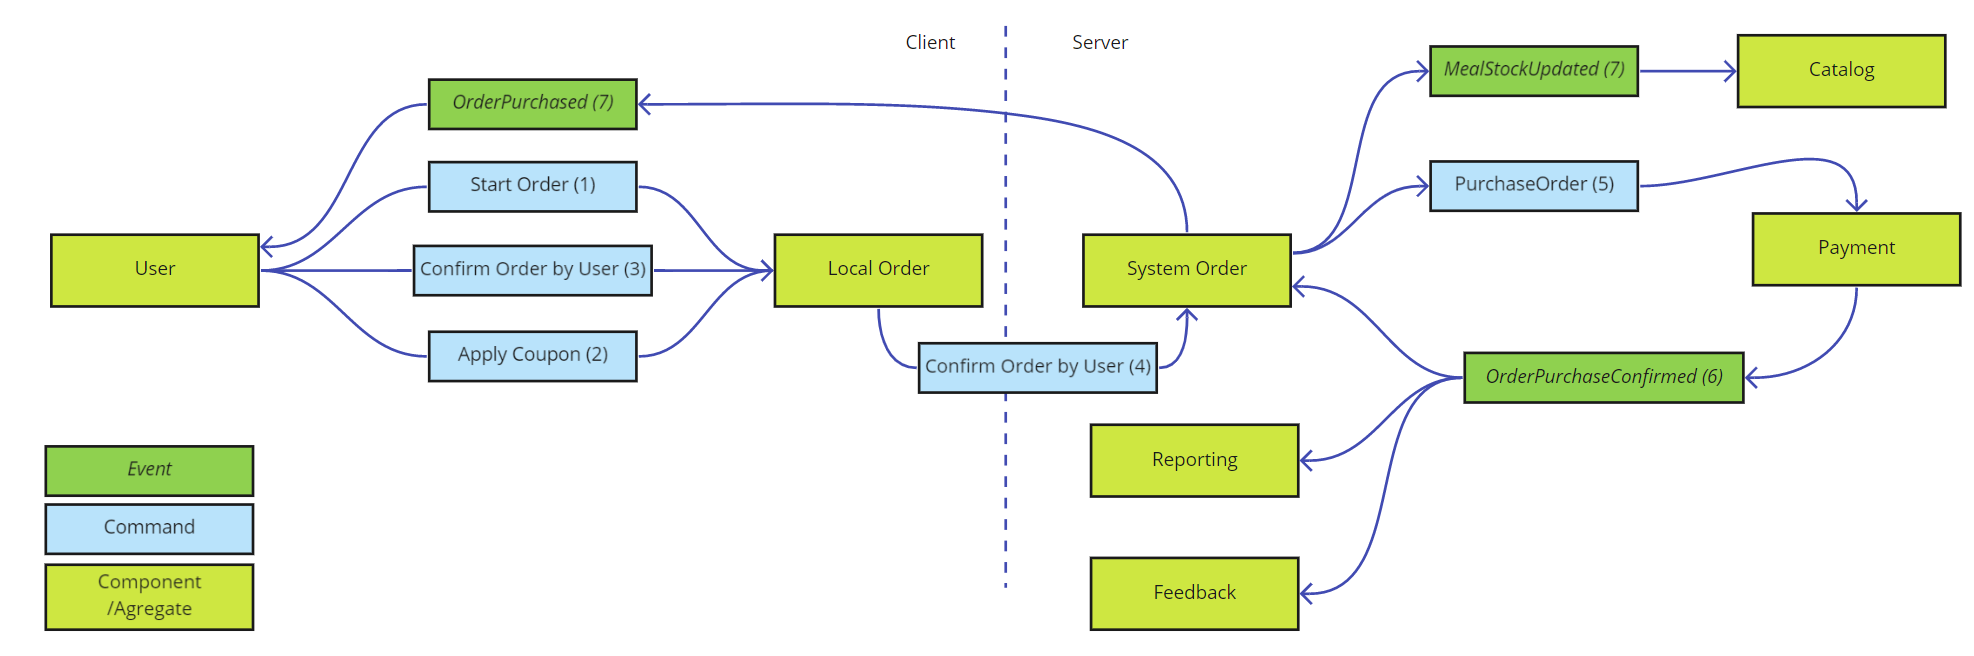 Client
Server
OrderPurchased (7)
MealStockUpdated (7)
Catalog
Start Order (1)
PurchaseOrder (5)
User
Confirm Order by User (3)
Local Order
System Order
Payment
Apply Coupon (2)
Confirm Order by User (4)
OrderPurchaseConfirmed (6)
Reporting
Feedback
Event
Command
Component
/Agregate